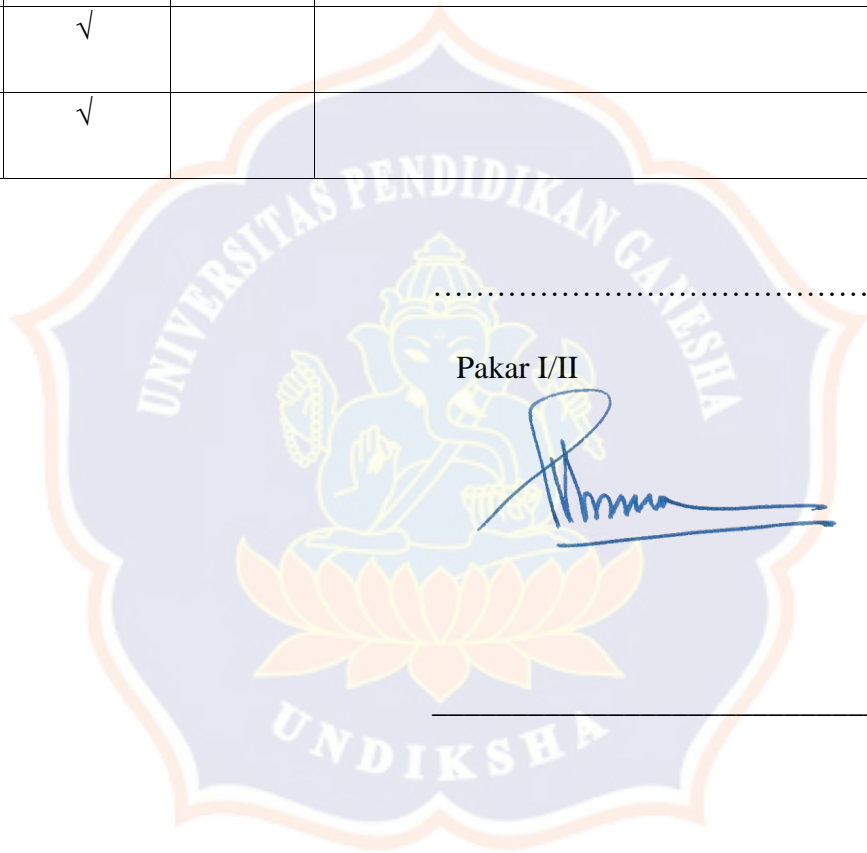 √
√
UNIVERSITAS PENDIDIKAN GANESHA
........................................
Pakar I/II
UNDIKSHA